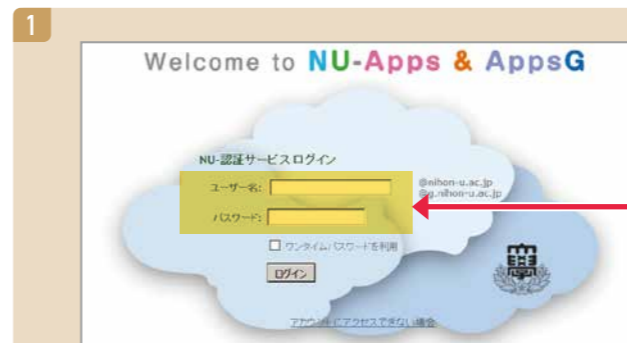 1
Welcome to NU-Apps & AppsG
NU-認証サービスログイン
ユーザー名:
@nihon-u.ac.jp
@g.nihon-u.ac.jp
パスワード:
ワンタイムパスワードを利用
ログイン
アカウントにアクセスできない場合